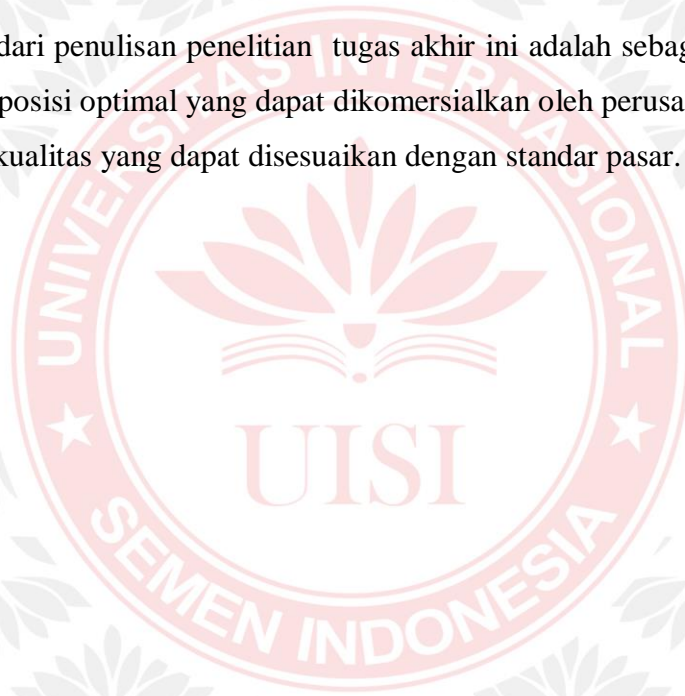 dari penulisan penelitian tugas akhir ini adalah sebag
posisi optimal yang dapat dikomersialkan oleh perusa
kualitas yang dapat disesuaikan dengan standar pasar.
UNIVERSITAS INTERNASIONAL
UISI
SEMEN INDONESIA